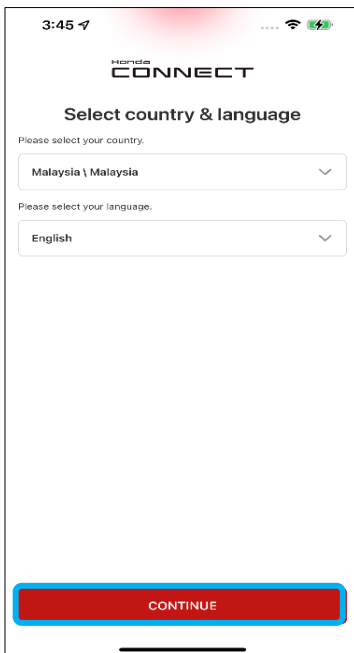 3:45
Honda
CONNECT
Select country & language
Please select your country.
Malaysia \ Malaysia
Please select your language.
English
CONTINUE